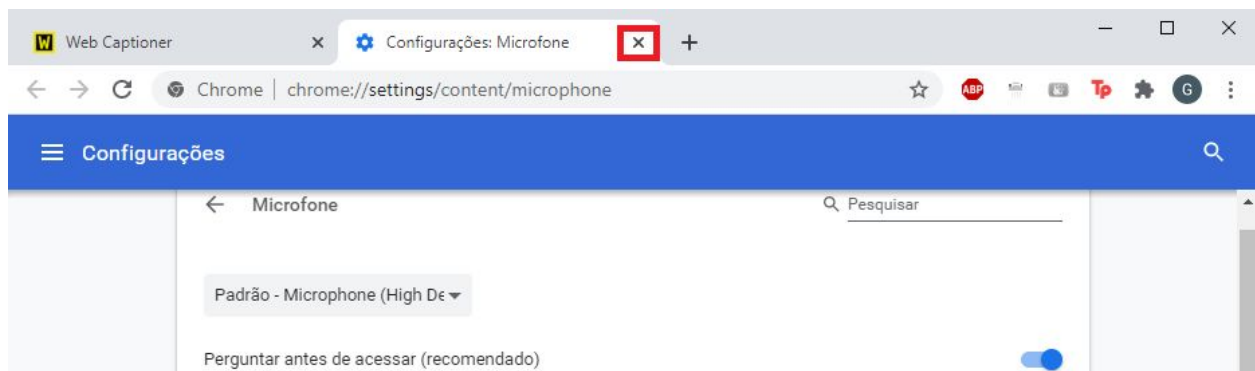 W Web Captioner Configurações: Microfone
Chrome | chrome://settings/content/microphone ABP Tp G
Configurações
Microfone Pesquisar
Padrão - Microphone (High De
Perguntar antes de acessar (recomendado)